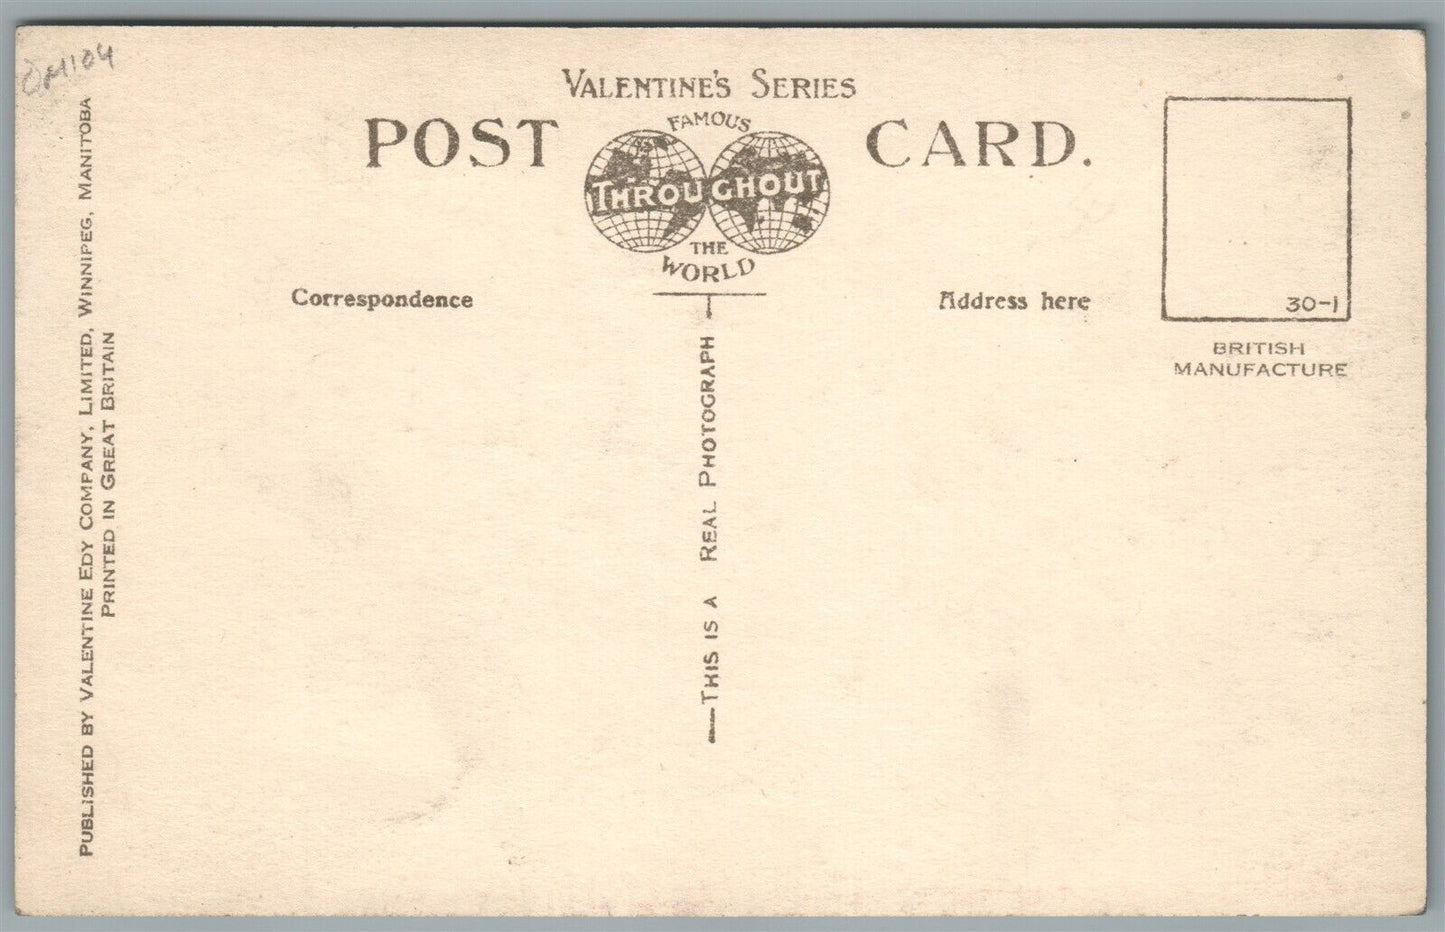 VALENTINE'S SERIES
POST CARD.
FAMOUS
THROUGHOUT
THE
WORLD
Correspondence
Address here
30-1
BRITISH
MANUFACTURE
—THIS IS A REAL PHOTOGRAPH
PUBLISHED BY VALENTINE EDY COMPANY, LIMITED, WINNIPEG, MANITOBA
PRINTED IN GREAT BRITAIN